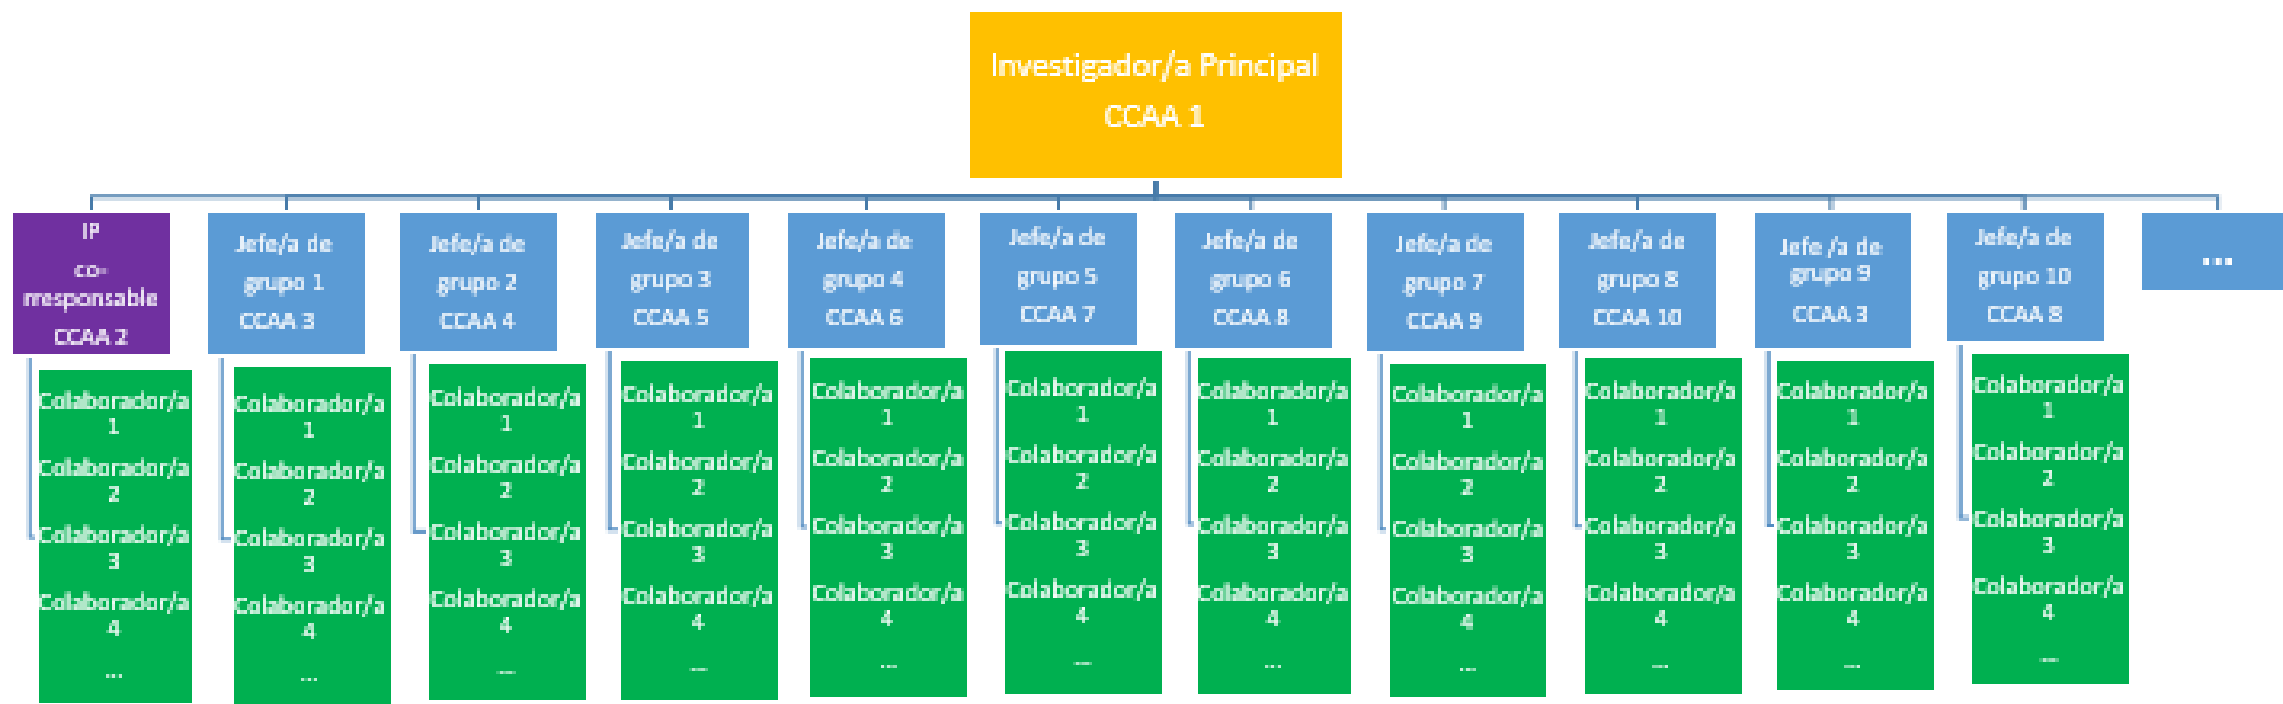 Investigador/a Principal
CCAA 1
IP
co-
rresponsable
CCAA 2
Jefe/a de
grupo 1
CCAA 3
Jefe/a de
grupo 2
CCAA 4
Jefe/a de
grupo 3
CCAA 5
Jefe/a de
grupo 4
CCAA 6
Jefe/a de
grupo 5
CCAA 7
Jefe/a de
grupo 6
CCAA 8
Jefe/a de
grupo 7
CCAA 9
Jefe/a de
grupo 8
CCAA 10
Jefe /a de
grupo 9
CCAA 3
Jefe/a de
grupo 10
CCAA 8
...
Colaborador/a
1
Colaborador/a
2
Colaborador/a
3
Colaborador/a
4
...
Colaborador/a
1
Colaborador/a
2
Colaborador/a
3
Colaborador/a
4
...
Colaborador/a
1
Colaborador/a
2
Colaborador/a
3
Colaborador/a
4
...
Colaborador/a
1
Colaborador/a
2
Colaborador/a
3
Colaborador/a
4
...
Colaborador/a
1
Colaborador/a
2
Colaborador/a
3
Colaborador/a
4
...
Colaborador/a
1
Colaborador/a
2
Colaborador/a
3
Colaborador/a
4
...
Colaborador/a
1
Colaborador/a
2
Colaborador/a
3
Colaborador/a
4
...
Colaborador/a
1
Colaborador/a
2
Colaborador/a
3
Colaborador/a
4
...
Colaborador/a
1
Colaborador/a
2
Colaborador/a
3
Colaborador/a
4
...
Colaborador/a
1
Colaborador/a
2
Colaborador/a
3
Colaborador/a
4
...
Colaborador/a
1
Colaborador/a
2
Colaborador/a
3
Colaborador/a
4
...